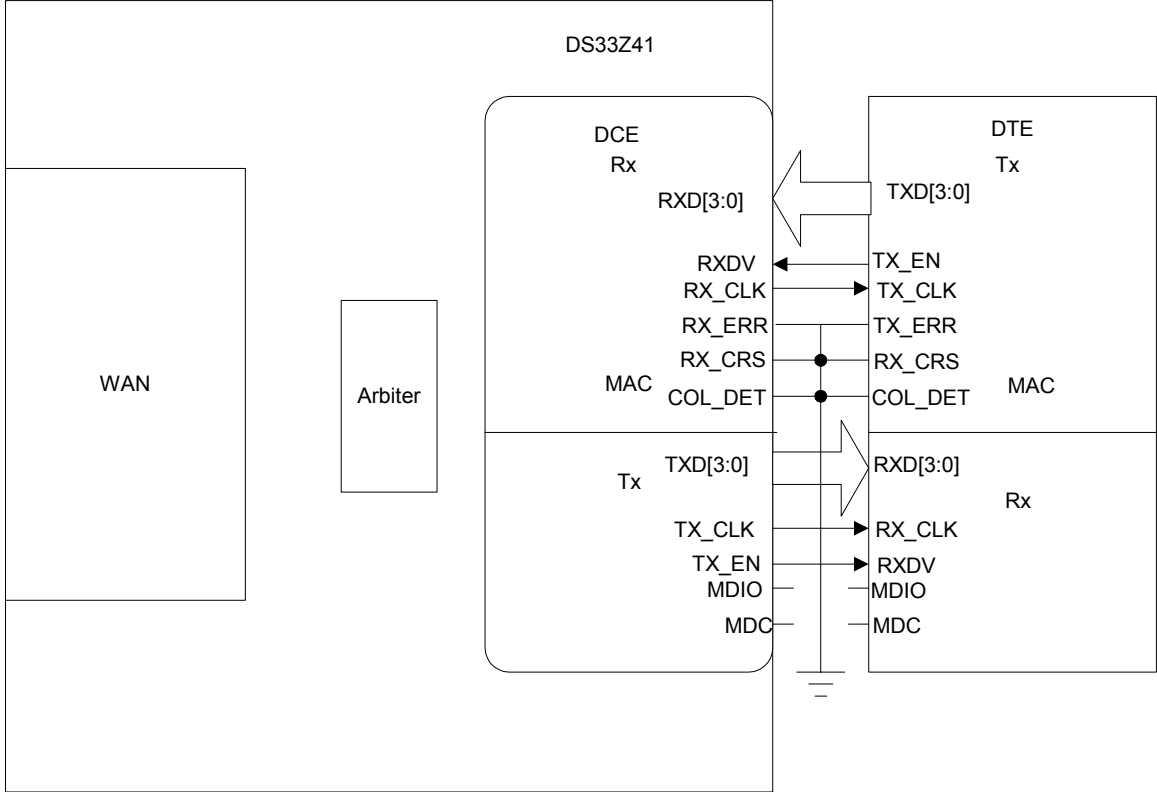 DS33Z41
DCE
DTE
Rx
Tx
RXD[3:0]
TXD[3:0]
RXDV
TX_EN
RX_CLK
TX_CLK
RX_ERR
TX_ERR
RX_CRS
RX_CRS
WAN
Arbiter
MAC
COL_DET
COL_DET
MAC
TXD[3:0]
RXD[3:0]
Tx
Rx
TX_CLK
RX_CLK
TX_EN
RXDV
MDIO
MDIO
MDC
MDC